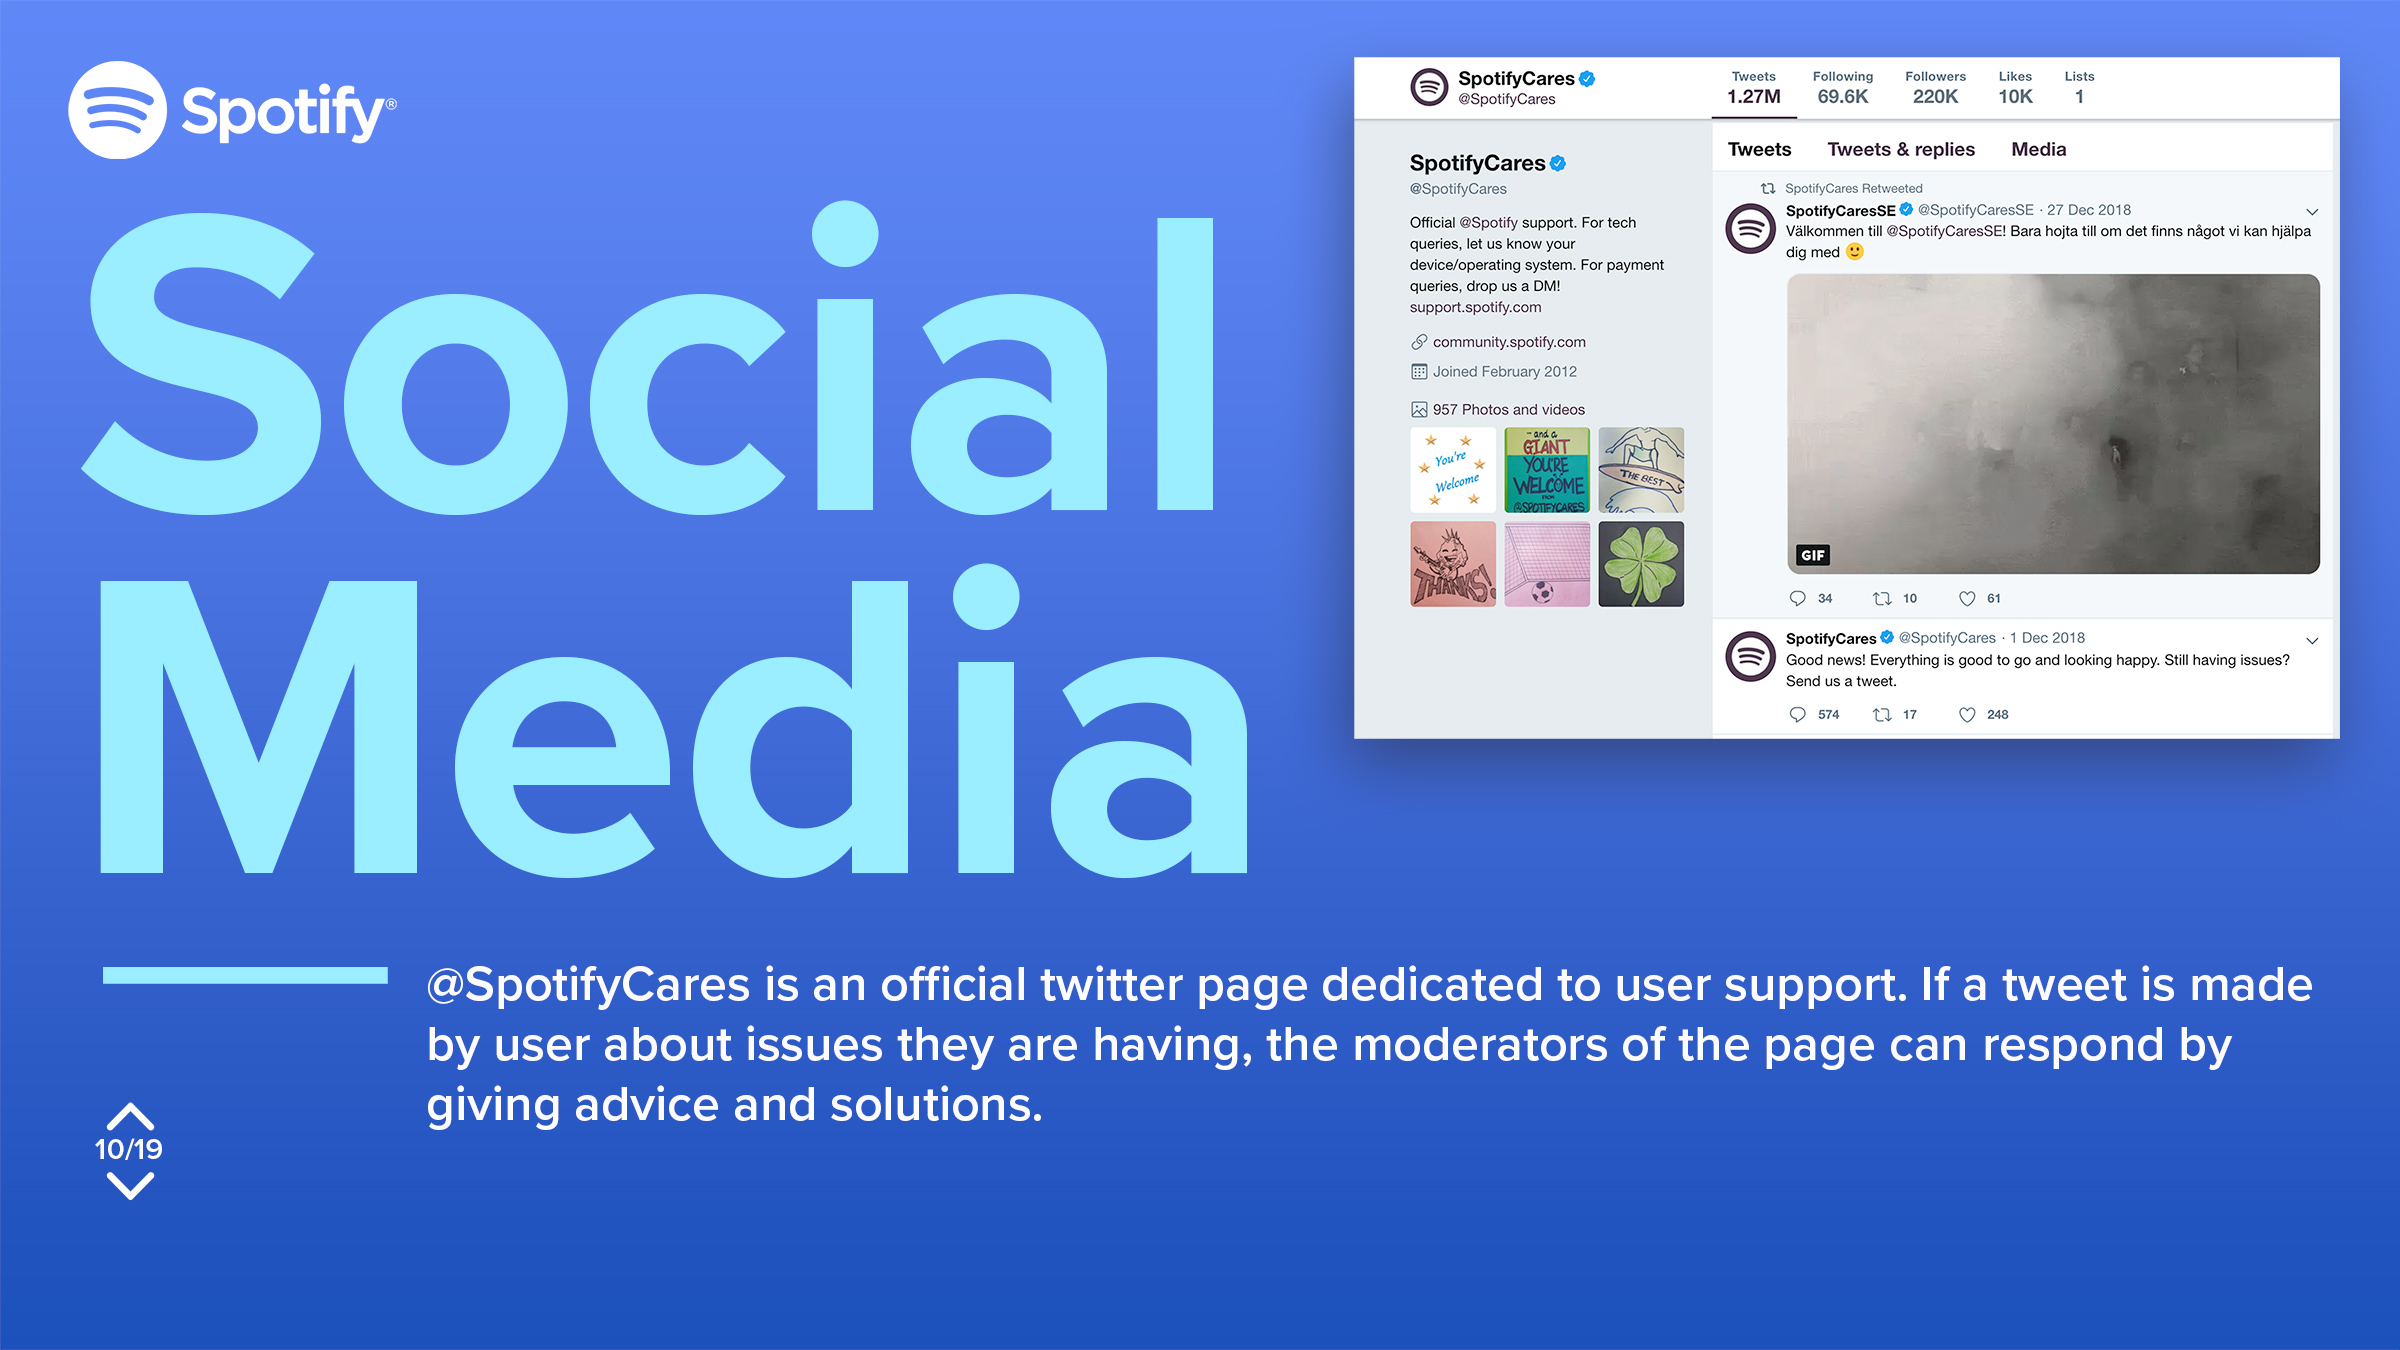 Spotify®
Social
Media
SpotifyCares
@SpotifyCares
Tweets
1.27M
Following
69.6K
Followers
220K
Likes
10K
Lists
1
SpotifyCares
@SpotifyCares
Official @Spotify support. For tech
queries, let us know your
device/operating system. For payment
queries, drop us a DM!
support.spotify.com
community.spotify.com
Joined February 2012
957 Photos and videos
You're
Welcome
- and a
GIANT
YOU'RE
WELCOME
FROM
@SPOTIFYCARES
THE BEST
THANKS!
Tweets Tweets & replies Media
SpotifyCares Retweeted
SpotifyCaresSE @SpotifyCaresSE · 27 Dec 2018
Välkommen till @SpotifyCaresSE! Bara hojta till om det finns något vi kan hjälpa
dig med 🙂
GIF
34 10 61
SpotifyCares @SpotifyCares · 1 Dec 2018
Good news! Everything is good to go and looking happy. Still having issues?
Send us a tweet.
574 17 248
@SpotifyCares is an official twitter page dedicated to user support. If a tweet is made
by user about issues they are having, the moderators of the page can respond by
giving advice and solutions.
10/19